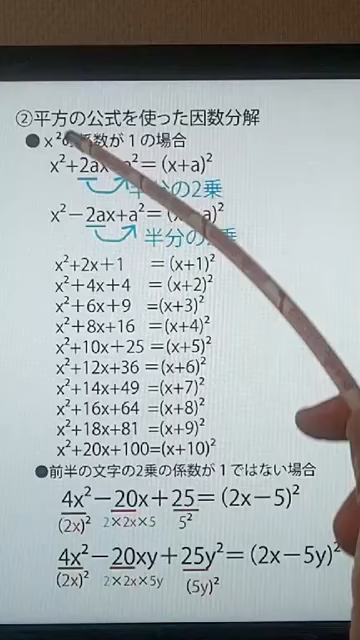 ②平方の公式を使った因数分解
●x²の係数が1の場合
x²+2ax a²=(x+a)²
半分の2乗
x²−2ax+a²=(x a)²
半分の 乗
x²+2x+1 =(x+1)²
x²+4x+4 =(x+2)²
x²+6x+9 =(x+3)²
x²+8x+16 =(x+4)²
x²+10x+25 =(x+5)²
x²+12x+36 =(x+6)²
x²+14x+49 =(x+7)²
x²+16x+64 =(x+8)²
x²+18x+81 =(x+9)²
x²+20x+100=(x+10)²
●前半の文字の2乗の係数が1ではない場合
4x²−20x+25=(2x−5)²
(2x)² 2×2x×5 5²
4x²−20xy+25y²=(2x−5y)²
(2x)² 2×2x×5y (5y)²